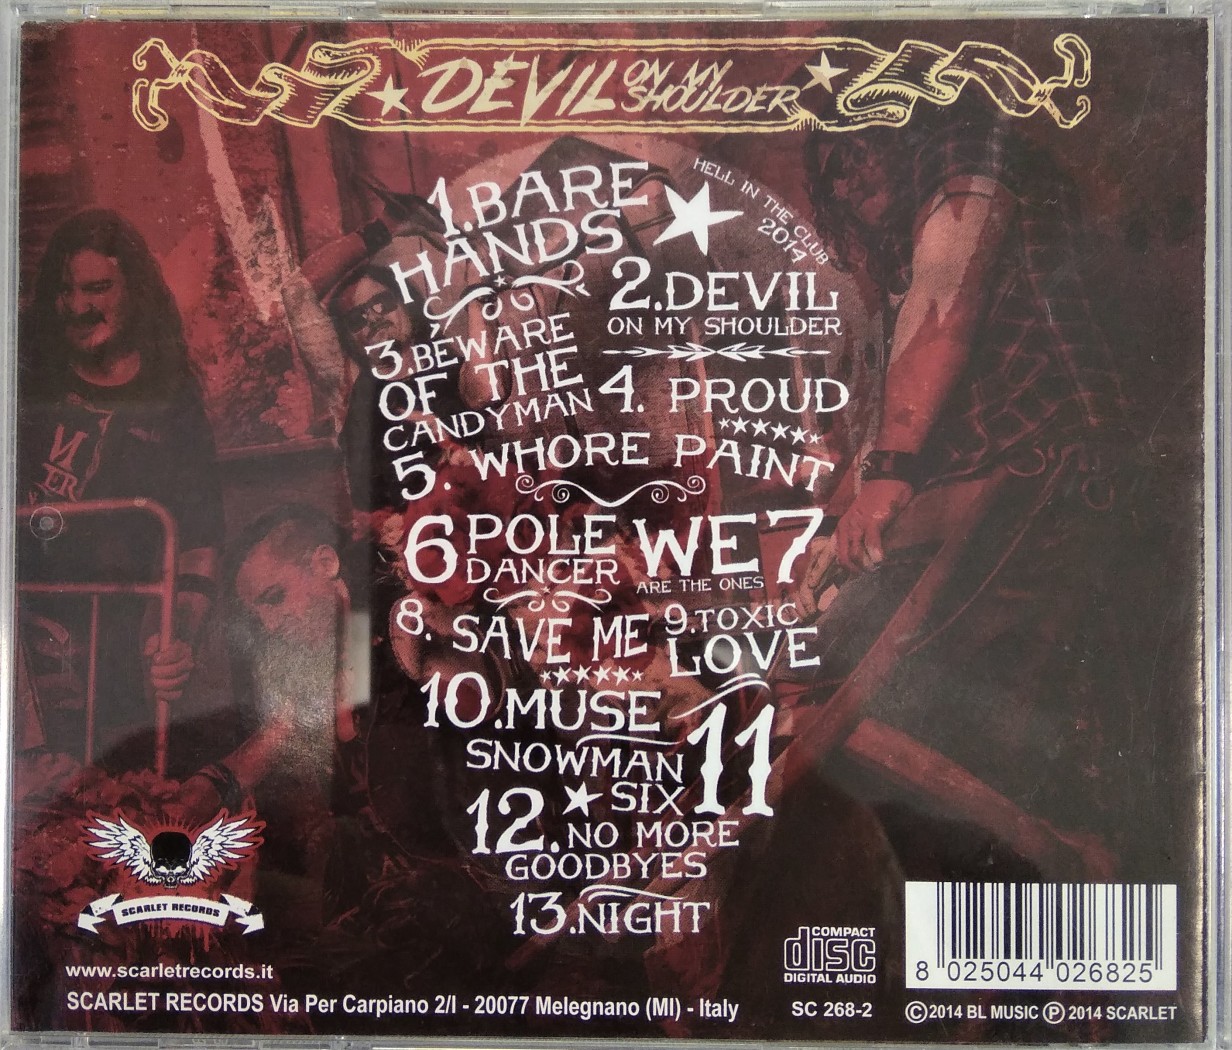 DEVIL ON MY SHOULDER
HELL IN THE CLUB
2014
1.BARE
HANDS
2.DEVIL
ON MY SHOULDER
3.BEWARE
OF THE
CANDYMAN
4. PROUD
5. WHORE PAINT
6 POLE
DANCER
WE 7
ARE THE ONES
8. SAVE ME
9.TOXIC
LOVE
10.MUSE
11
SNOWMAN
SIX
12.NO MORE
GOODBYES
13.NIGHT
SCARLET RECORDS
www.scarletrecords.it
SCARLET RECORDS Via Per Carpiano 2/I - 20077 Melegnano (MI) - Italy
COMPACT
disc
DIGITAL AUDIO
SC 268-2
8 025044 026825
©2014 BL MUSIC ℗ 2014 SCARLET